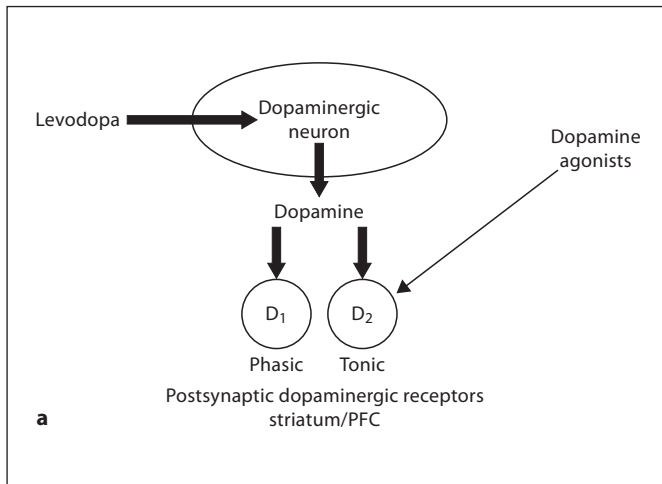 Levodopa
Dopaminergic
neuron
Dopamine
agonists
Dopamine
D1
D2
Phasic
Tonic
Postsynaptic dopaminergic receptors
striatum/PFC
a